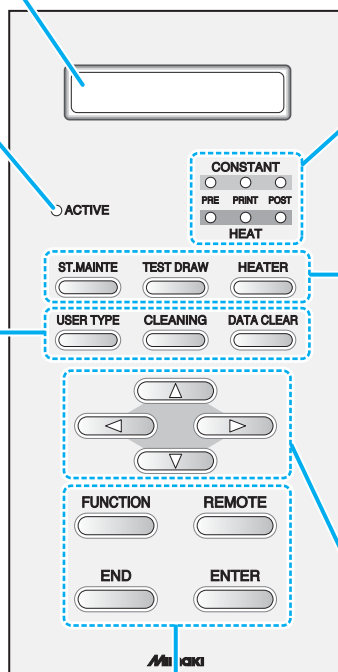 CONSTANT
PRE PRINT POST
HEAT
ACTIVE
ST.MAINTE TEST DRAW HEATER
USER TYPE CLEANING DATA CLEAR
FUNCTION REMOTE
END ENTER